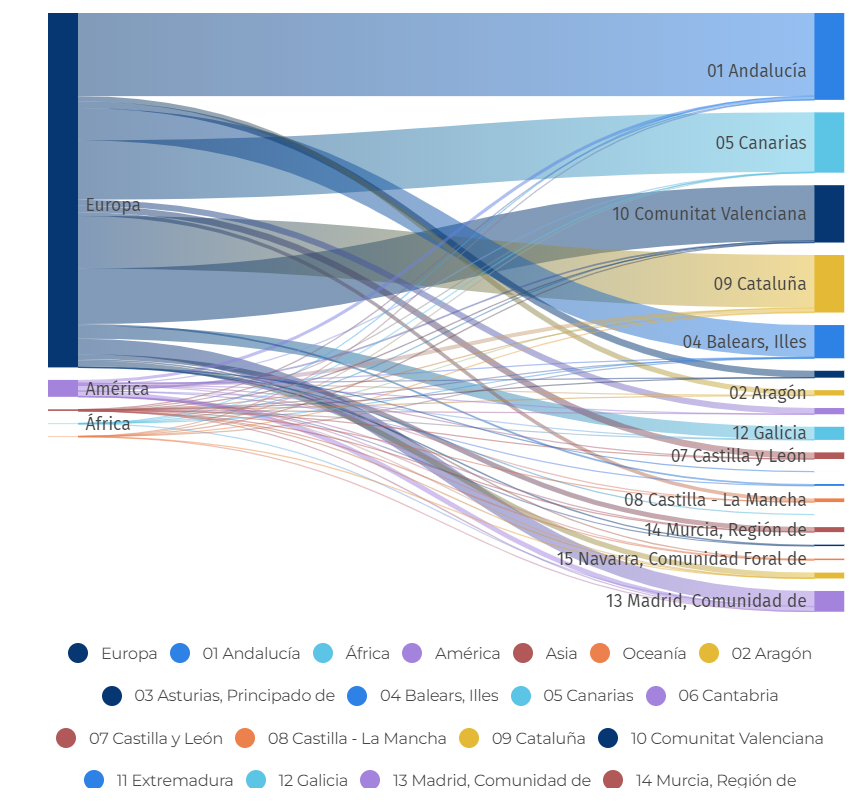 01 Andalucía
05 Canarias
Europa
10 Comunitat Valenciana
09 Cataluña
04 Balears, Illes
América
02 Aragón
África
12 Galicia
07 Castilla y León
08 Castilla - La Mancha
14 Murcia, Región de
15 Navarra, Comunidad Foral de
13 Madrid, Comunidad de
Europa 01 Andalucía África América Asia Oceanía 02 Aragón
03 Asturias, Principado de 04 Balears, Illes 05 Canarias 06 Cantabria
07 Castilla y León 08 Castilla - La Mancha 09 Cataluña 10 Comunitat Valenciana
11 Extremadura 12 Galicia 13 Madrid, Comunidad de 14 Murcia, Región de